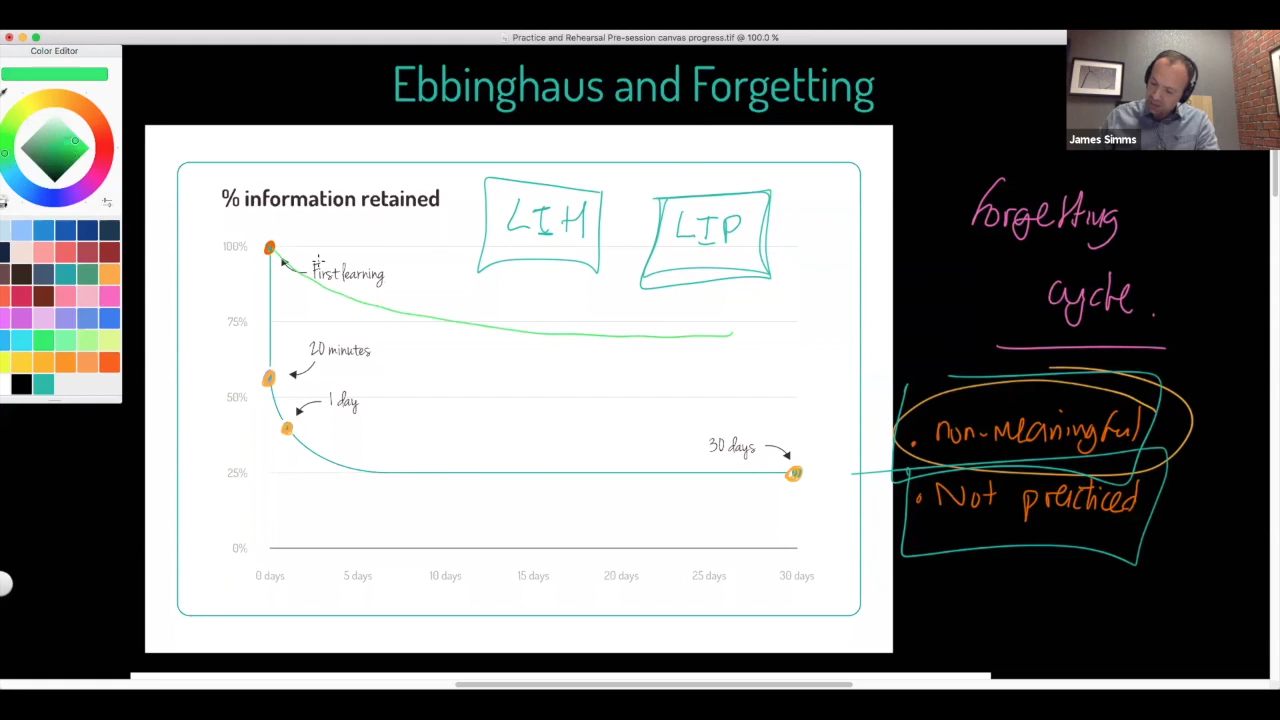 Practice and Rehearsal Pre-session canvas progress.tif @ 100.0 %
Color Editor
Ebbinghaus and Forgetting
James Simms
% information retained
LIH
LIP
forgetting
cycle.
100%
First learning
75%
20 minutes
50%
1 day
30 days
25%
0%
0 days
5 days
10 days
15 days
20 days
25 days
30 days
• non-meaningful
• Not practiced